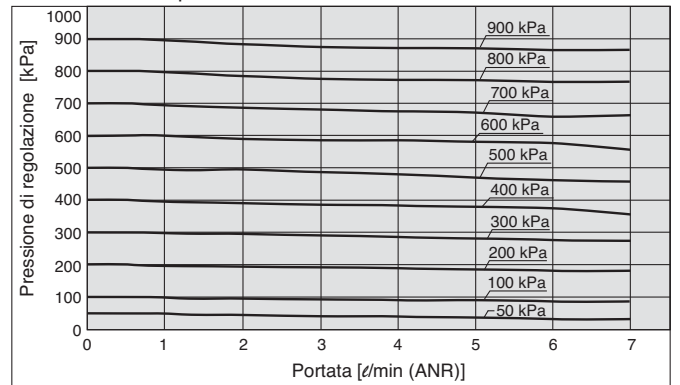 1000
900
800
700
600
500
400
300
200
100
0
Pressione di regolazione [kPa]
900 kPa
800 kPa
700 kPa
600 kPa
500 kPa
400 kPa
300 kPa
200 kPa
100 kPa
50 kPa
0 1 2 3 4 5 6 7
Portata [ℓ/min (ANR)]